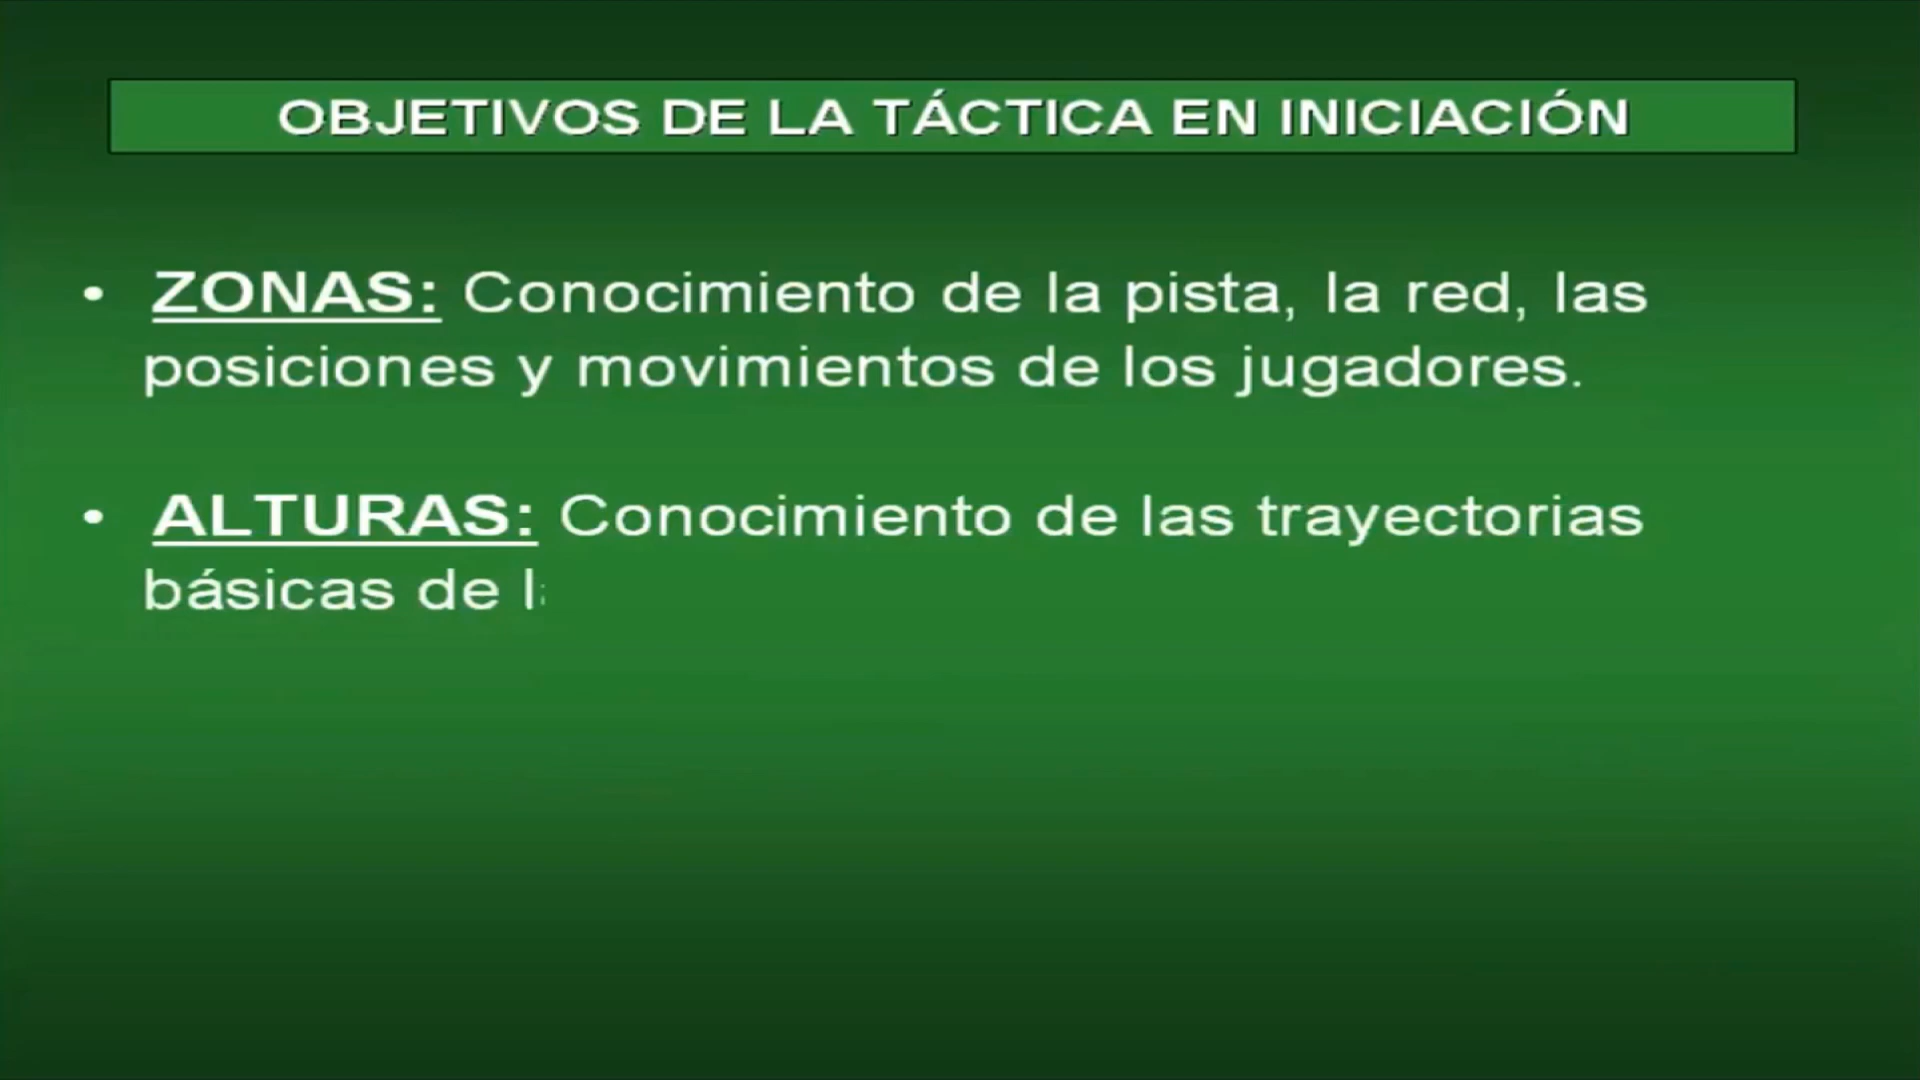 OBJETIVOS DE LA TÁCTICA EN INICIACIÓN
• ZONAS: Conocimiento de la pista, la red, las
posiciones y movimientos de los jugadores.
• ALTURAS: Conocimiento de las trayectorias
básicas de